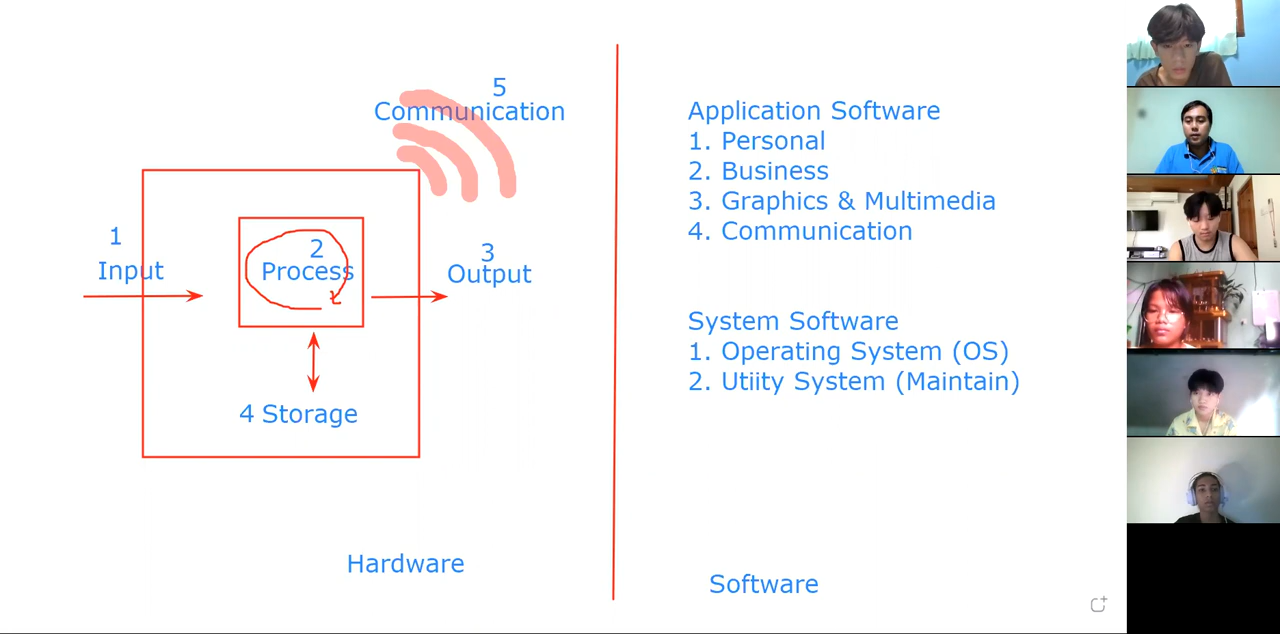 5
Communication
1
Input
2
Process
3
Output
4 Storage
Hardware
Application Software
1. Personal
2. Business
3. Graphics & Multimedia
4. Communication
System Software
1. Operating System (OS)
2. Utiity System (Maintain)
Software